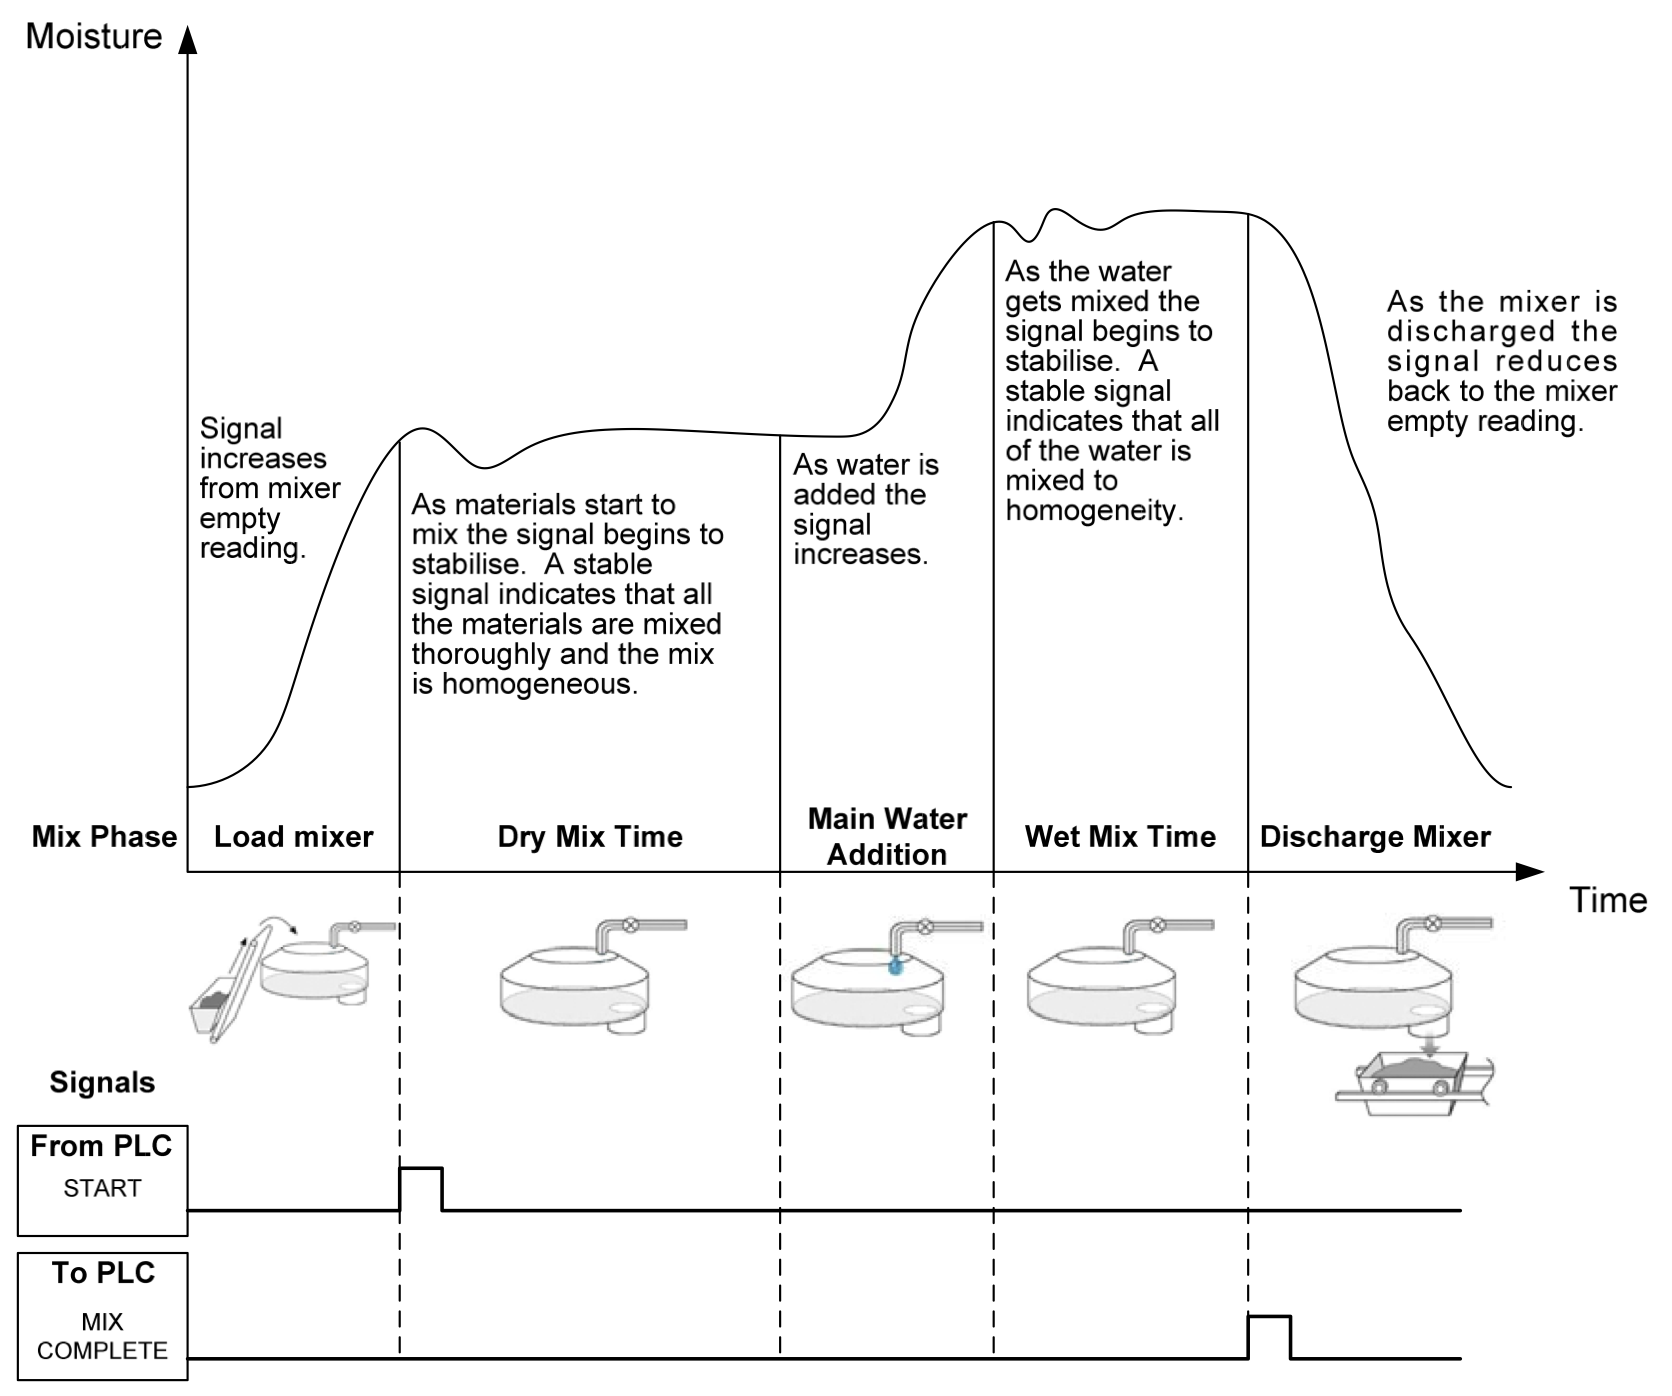 Moisture
Signal
increases
from mixer
empty
reading.
As materials start to
mix the signal begins to
stabilise.  A stable
signal indicates that all
the materials are mixed
thoroughly and the mix
is homogeneous.
As water is
added the
signal
increases.
As the water
gets mixed the
signal begins to
stabilise.  A
stable signal
indicates that all
of the water is
mixed to
homogeneity.
As the mixer is
discharged the
signal reduces
back to the mixer
empty reading.
Mix Phase
Load mixer
Dry Mix Time
Main Water
Addition
Wet Mix Time
Discharge Mixer
Time
Signals
From PLC
START
To PLC
MIX
COMPLETE